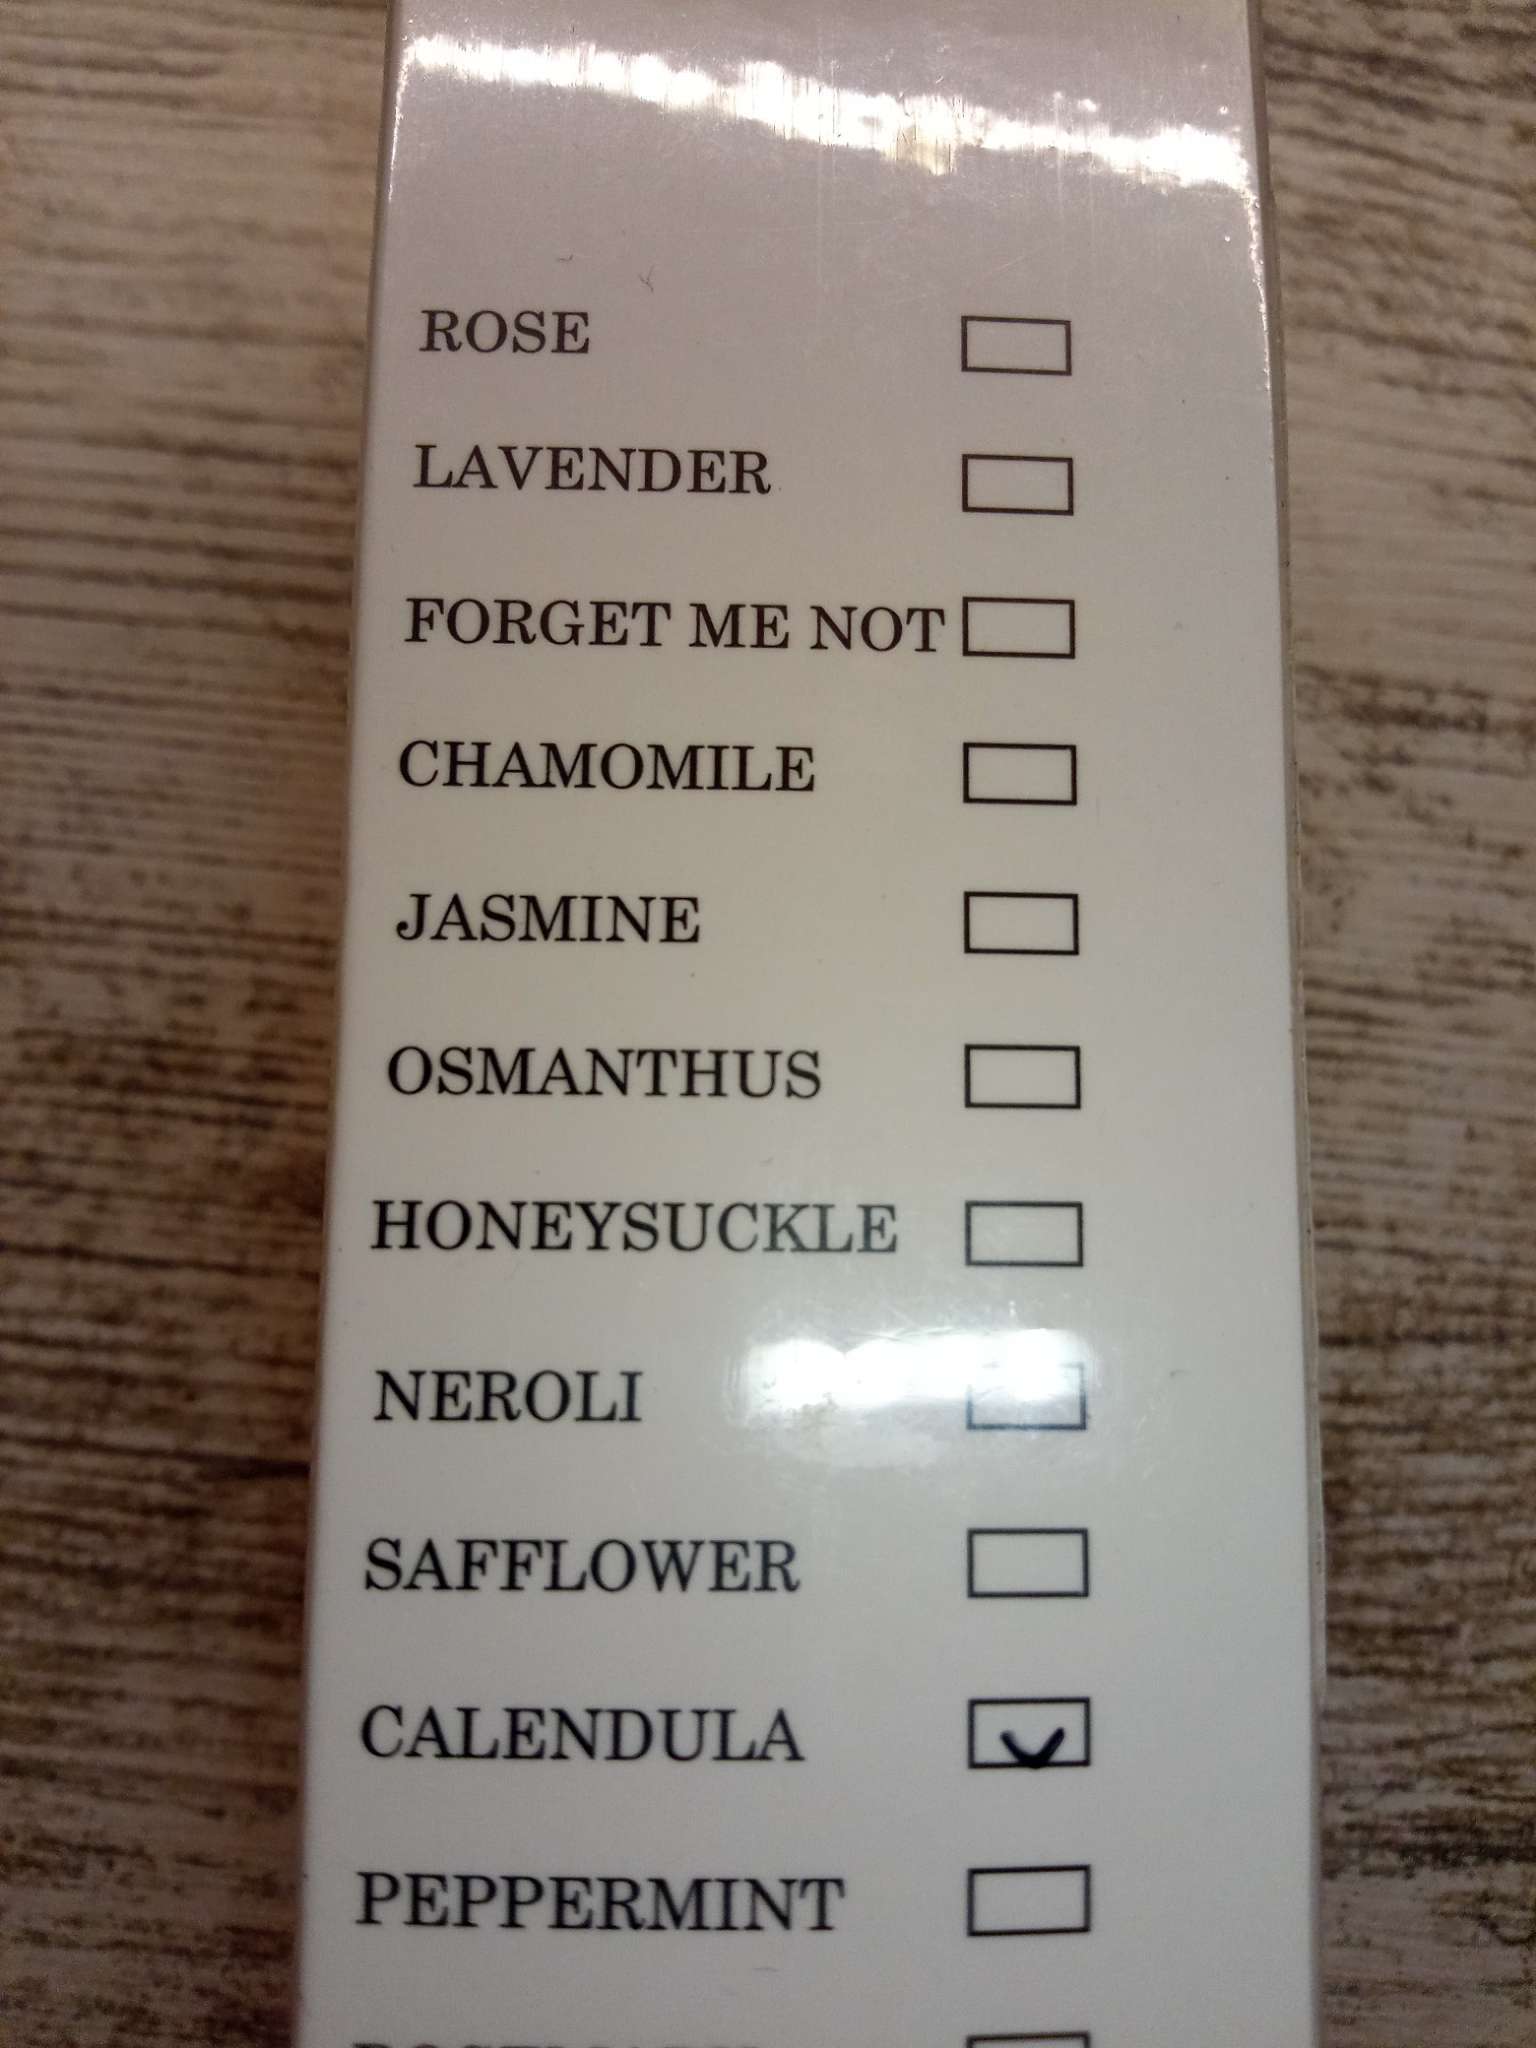 ROSE
LAVENDER
FORGET ME NOT
CHAMOMILE
JASMINE
OSMANTHUS
HONEYSUCKLE
NEROLI
SAFFLOWER
CALENDULA
PEPPERMINT